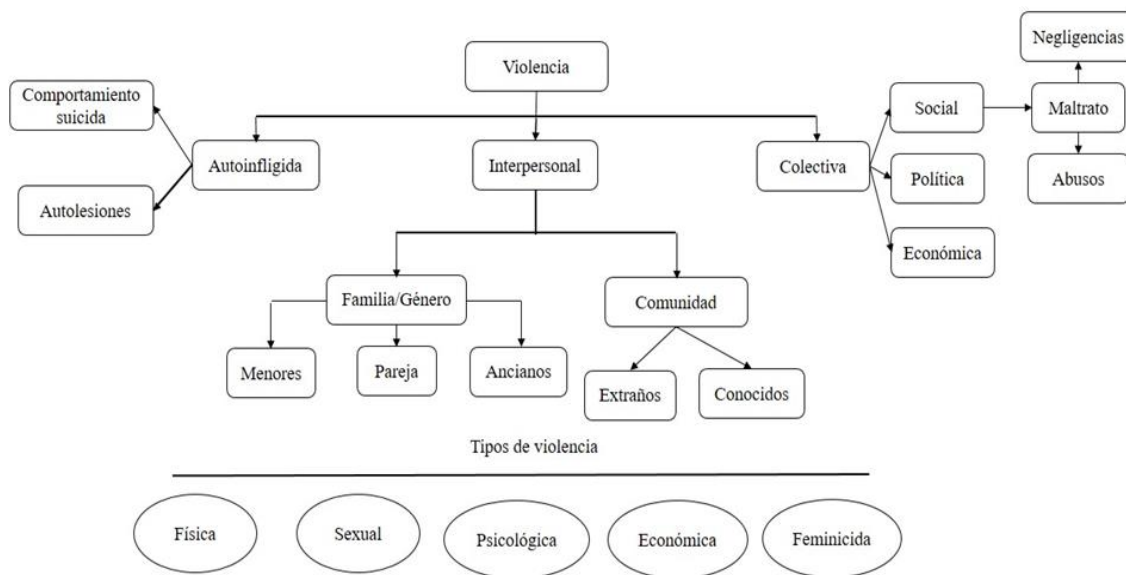 Violencia
Negligencias
Comportamiento
suicida
Social
Maltrato
Autoinfligida
Interpersonal
Colectiva
Política
Abusos
Autolesiones
Económica
Familia/Género
Comunidad
Menores
Pareja
Ancianos
Extraños
Conocidos
Tipos de violencia
Física
Sexual
Psicológica
Económica
Feminicida